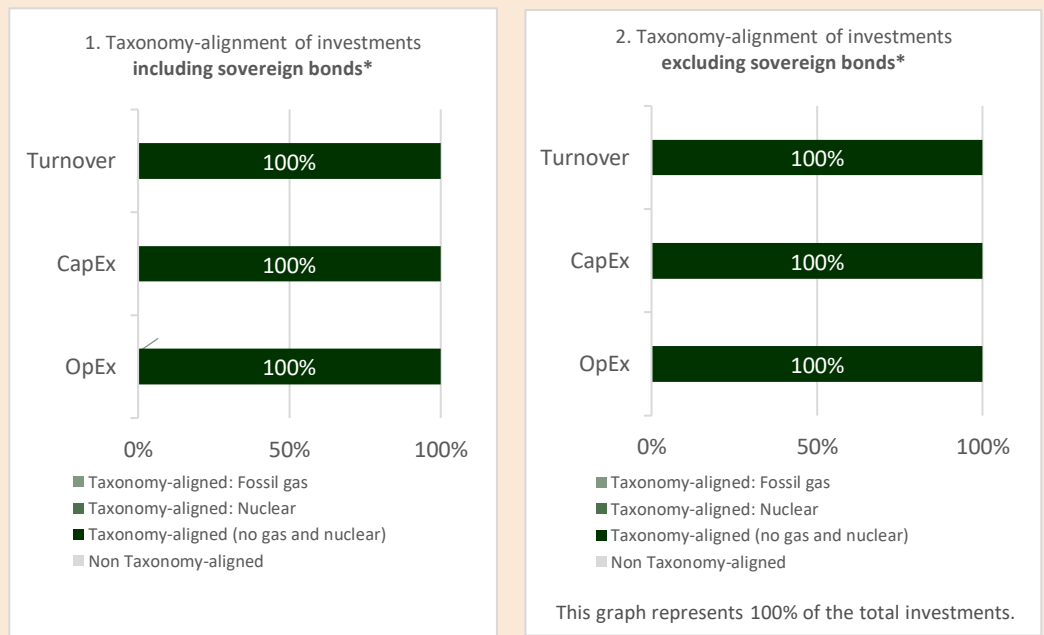 1. Taxonomy-alignment of investments
including sovereign bonds*
Turnover
100%
CapEx
100%
OpEx
100%
0%
50%
100%
Taxonomy-aligned: Fossil gas
Taxonomy-aligned: Nuclear
Taxonomy-aligned (no gas and nuclear)
Non Taxonomy-aligned
2. Taxonomy-alignment of investments
excluding sovereign bonds*
Turnover
100%
CapEx
100%
OpEx
100%
0%
50%
100%
Taxonomy-aligned: Fossil gas
Taxonomy-aligned: Nuclear
Taxonomy-aligned (no gas and nuclear)
Non Taxonomy-aligned
This graph represents 100% of the total investments.